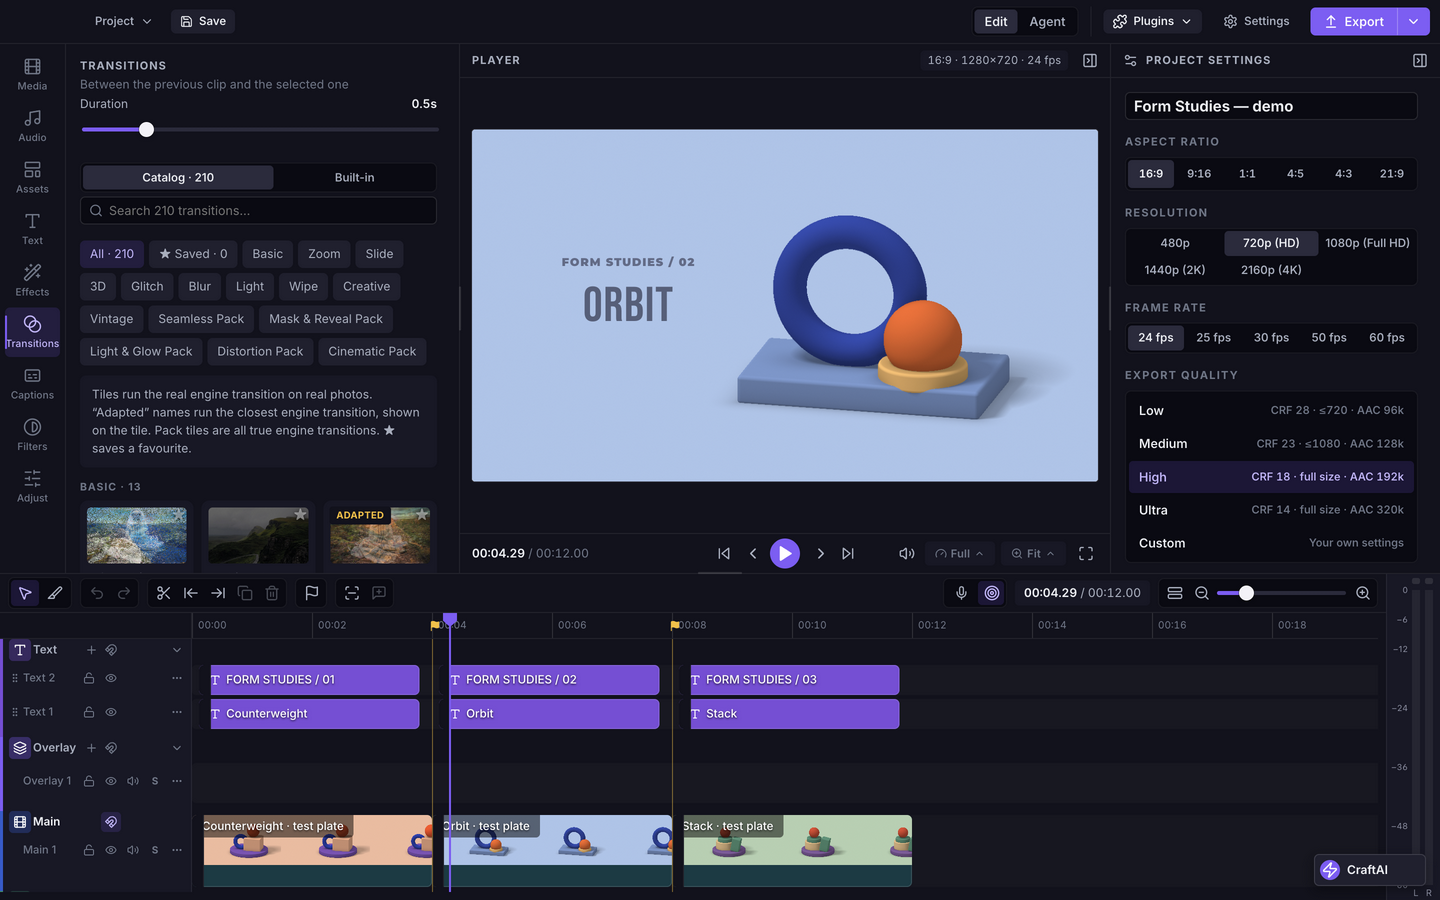 Project
Save
Edit
Agent
Plugins
Settings
Export
Media
Audio
Assets
Text
Effects
Transitions
Captions
Filters
Adjust
TRANSITIONS
Between the previous clip and the selected one
Duration 0.5s
Catalog · 210 Built-in
Search 210 transitions...
All · 210 ★ Saved · 0 Basic Zoom Slide
3D Glitch Blur Light Wipe Creative
Vintage Seamless Pack Mask & Reveal Pack
Light & Glow Pack Distortion Pack Cinematic Pack
Tiles run the real engine transition on real photos.
“Adapted” names run the closest engine transition, shown
on the tile. Pack tiles are all true engine transitions. ★
saves a favourite.
BASIC · 13
ADAPTED
PLAYER 16:9 · 1280×720 · 24 fps
FORM STUDIES / 02
ORBIT
00:04.29 / 00:12.00 Full Fit
PROJECT SETTINGS
Form Studies — demo
ASPECT RATIO
16:9 9:16 1:1 4:5 4:3 21:9
RESOLUTION
480p 720p (HD) 1080p (Full HD)
1440p (2K) 2160p (4K)
FRAME RATE
24 fps 25 fps 30 fps 50 fps 60 fps
EXPORT QUALITY
Low CRF 28 · ≤720 · AAC 96k
Medium CRF 23 · ≤1080 · AAC 128k
High CRF 18 · full size · AAC 192k
Ultra CRF 14 · full size · AAC 320k
Custom Your own settings
00:04.29 / 00:12.00
00:00 00:02 00:04 00:06 00:08 00:10 00:12 00:14 00:16 00:18
Text
Text 2 FORM STUDIES / 01 FORM STUDIES / 02 FORM STUDIES / 03
Text 1 Counterweight Orbit Stack
Overlay
Overlay 1 S
Main
Main 1 S
Counterweight · test plate Orbit · test plate Stack · test plate
0
−6
−12
−24
−36
−48
L R
CraftAI